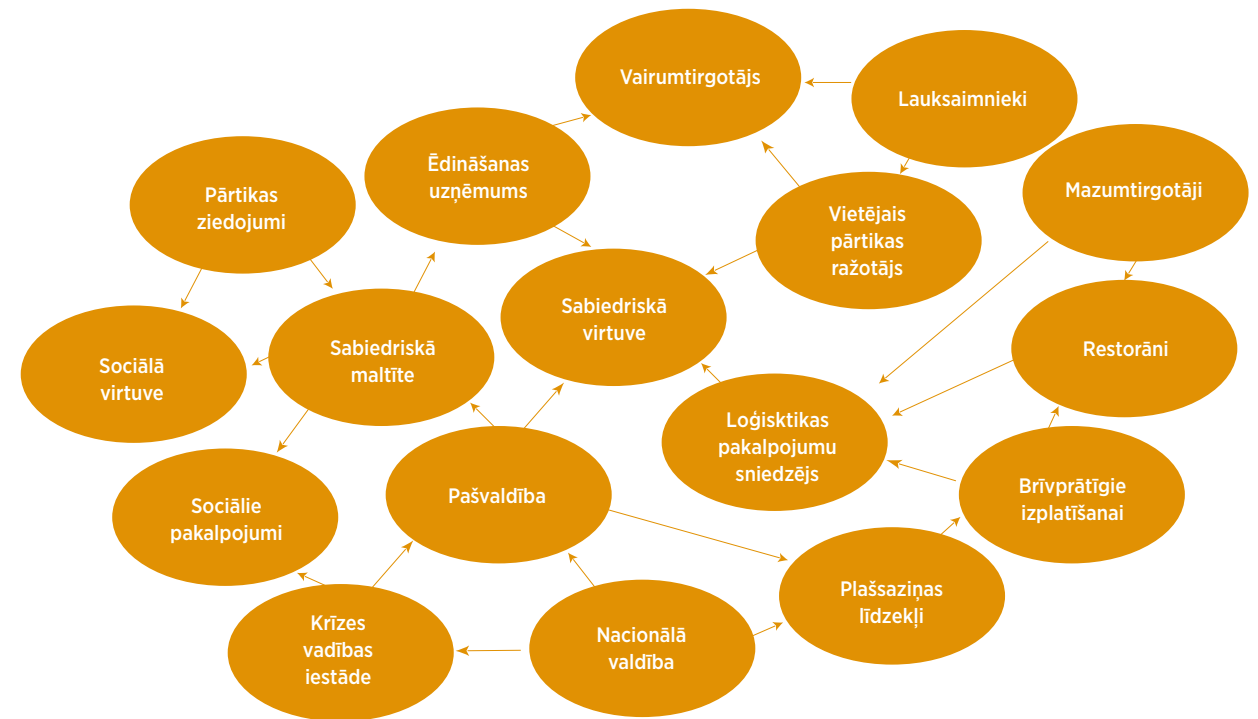 Vairumtirgotājs
Lauksaimnieki
Ēdināšanas
uzņēmums
Mazumtirgotāji
Pārtikas
ziedojumi
Vietējais
pārtikas
ražotājs
Sabiedriskā
virtuve
Sociālā
virtuve
Sabiedriskā
maltīte
Restorāni
Loģisktikas
pakalpojumu
sniedzējs
Pašvaldība
Brīvprātīgie
izplatīšanai
Sociālie
pakalpojumi
Plašsaziņas
līdzekļi
Krīzes
vadības
iestāde
Nacionālā
valdība